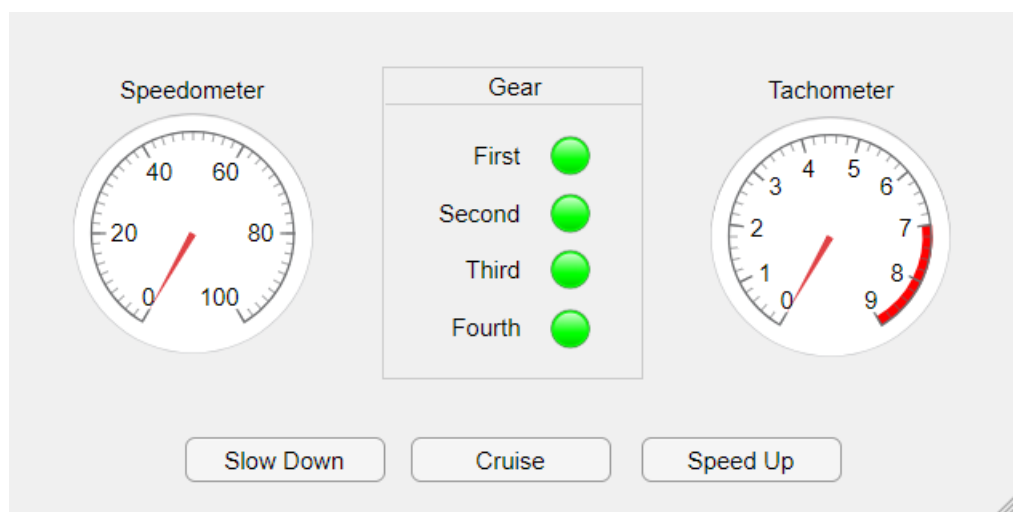 Speedometer
0
20
40
60
80
100
Gear
First
Second
Third
Fourth
Tachometer
0
1
2
3
4
5
6
7
8
9
Slow Down
Cruise
Speed Up